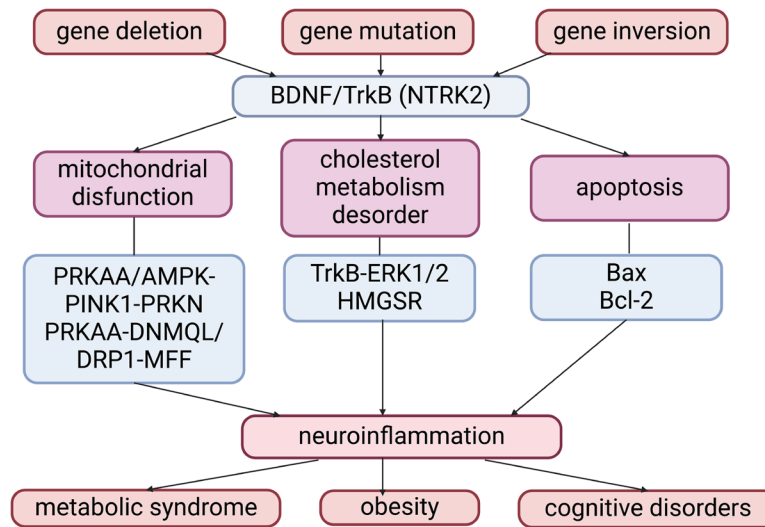 gene deletion
gene mutation
gene inversion
BDNF/TrkB (NTRK2)
mitochondrial
disfunction
cholesterol
metabolism
desorder
apoptosis
PRKAA/AMPK-
PINK1-PRKN
PRKAA-DNMQL/
DRP1-MFF
TrkB-ERK1/2
HMGSR
Bax
Bcl-2
neuroinflammation
metabolic syndrome
obesity
cognitive disorders